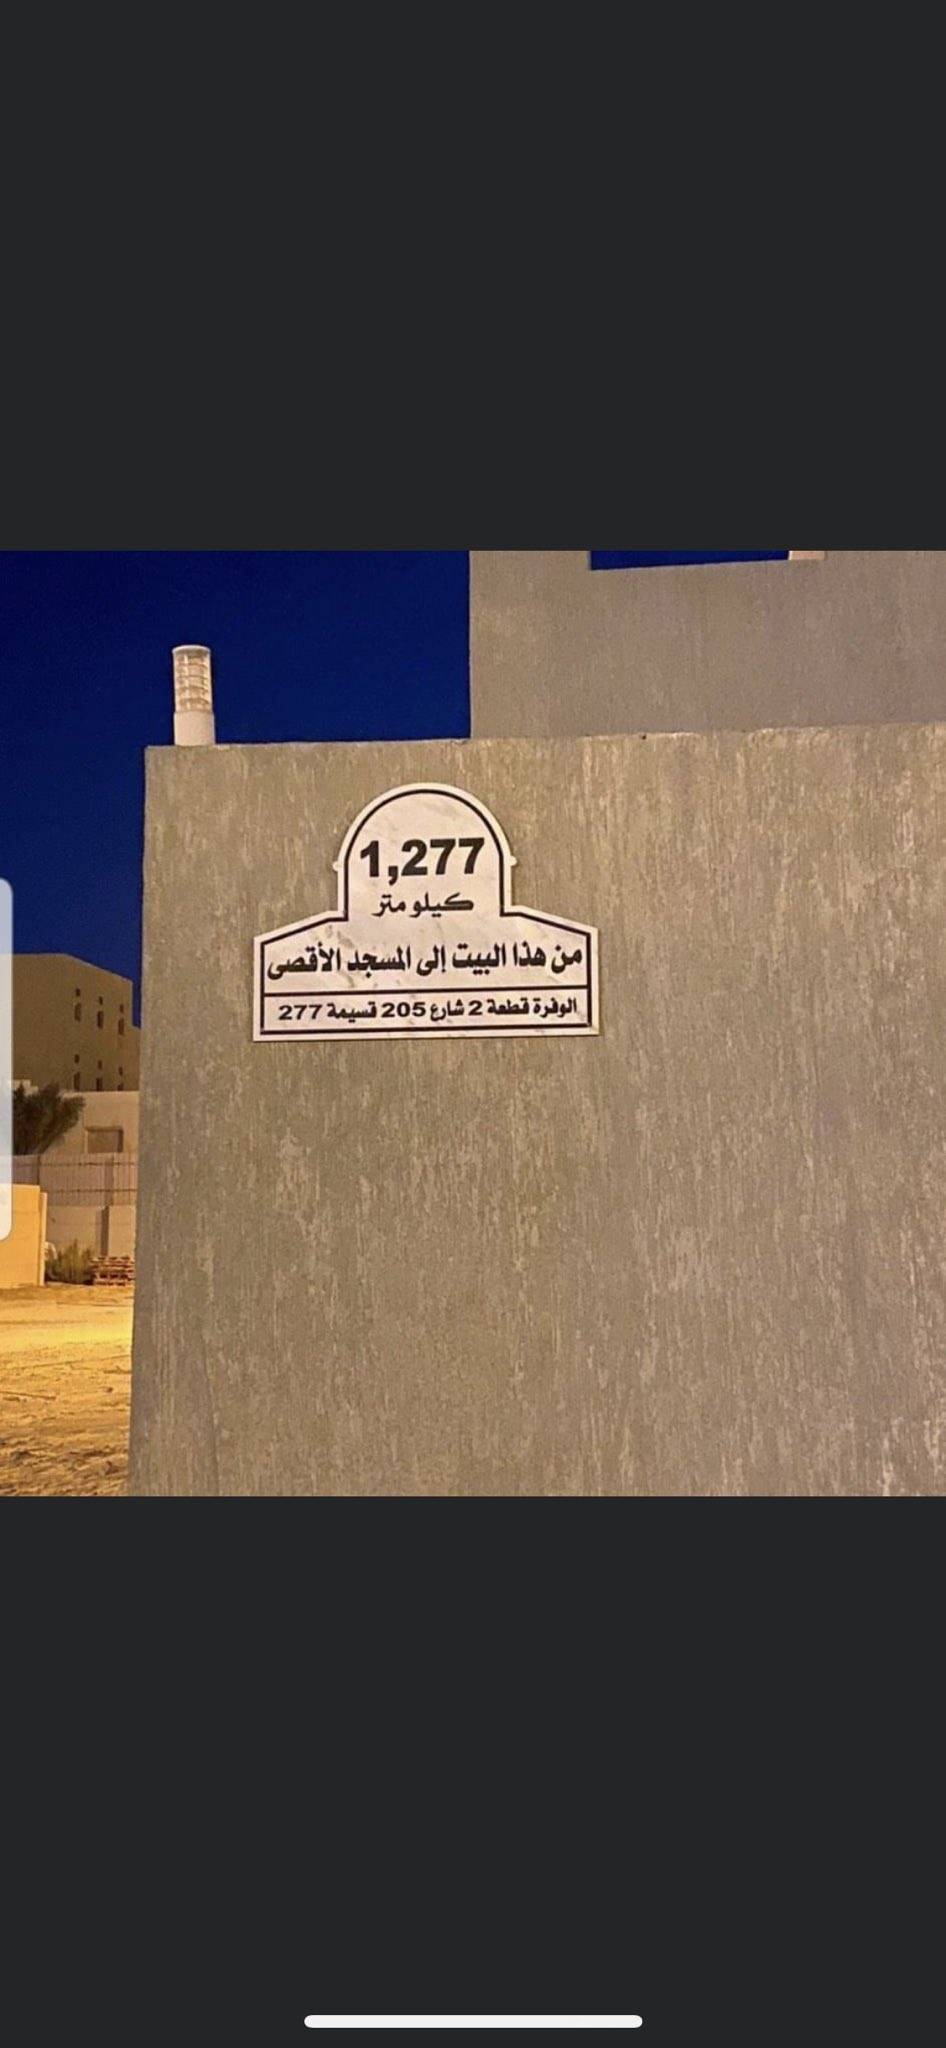 1,277
كيلو متر
من هذا البيت إلى المسجد الأقصى
الوفرة قطعة 2 شارع 205 قسيمة 277